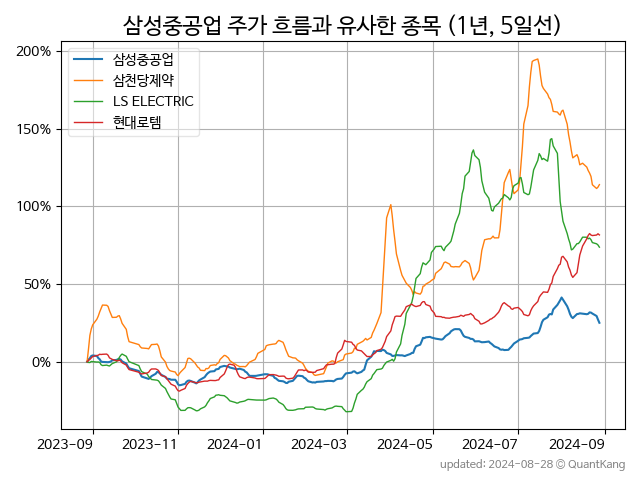 삼성중공업 주가 흐름과 유사한 종목 (1년, 5일선)
200%
150%
100%
50%
0%
삼성중공업
삼천당제약
LS ELECTRIC
현대로템
2023-09
2023-11
2024-01
2024-03
2024-05
2024-07
2024-09
updated: 2024-08-28 © QuantKang